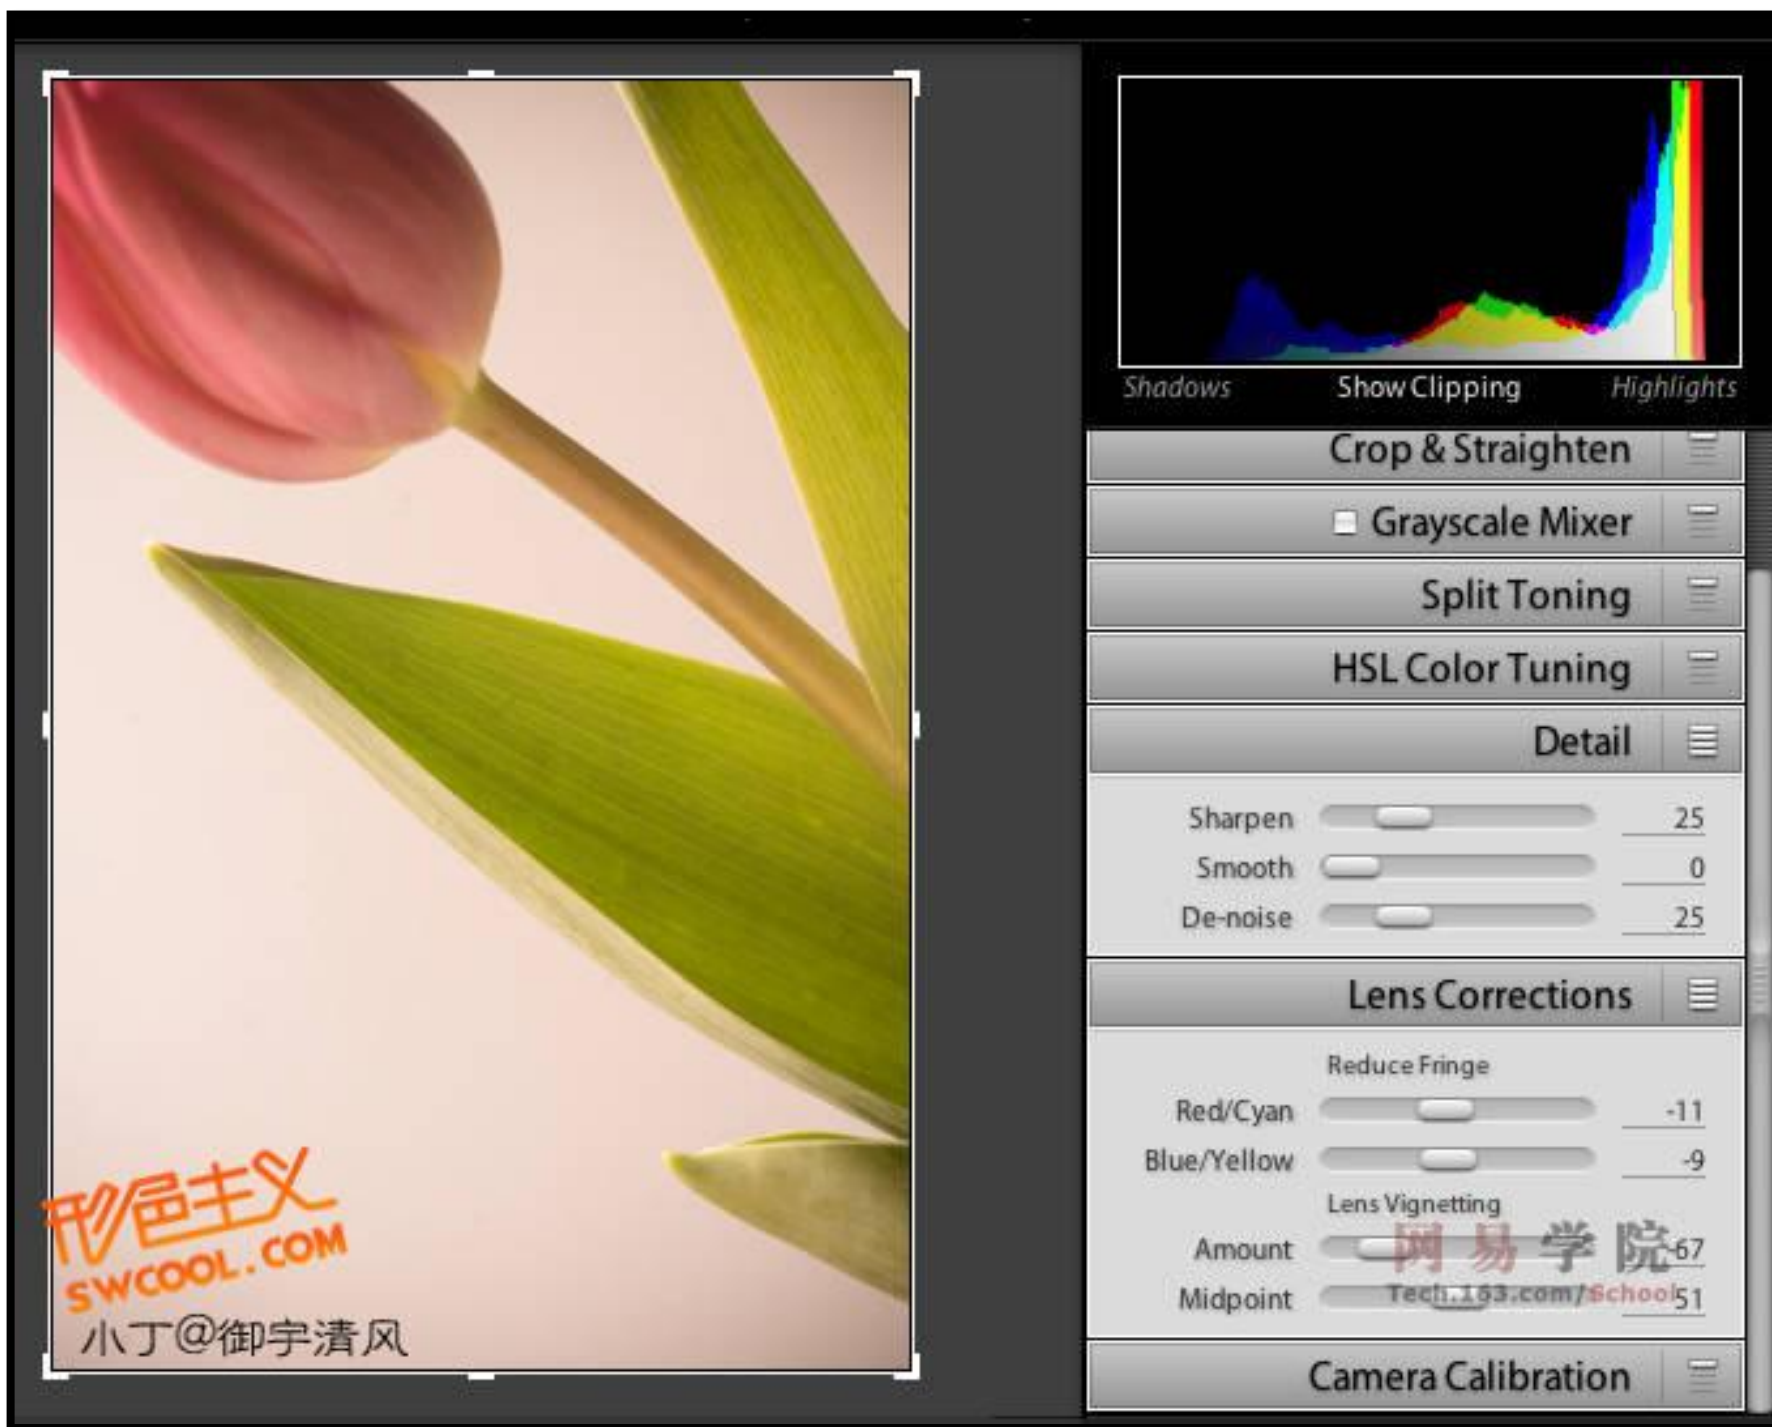 Shadows Show Clipping Highlights
Crop & Straighten
Grayscale Mixer
Split Toning
HSL Color Tuning
Detail
Sharpen 25
Smooth 0
De-noise 25
Lens Corrections
Reduce Fringe
Red/Cyan -11
Blue/Yellow -9
Lens Vignetting
Amount -67
网易学院
Midpoint 51
Tech.163.com/School
Camera Calibration
形色主义
SWCOOL.COM
小丁@御宇清风